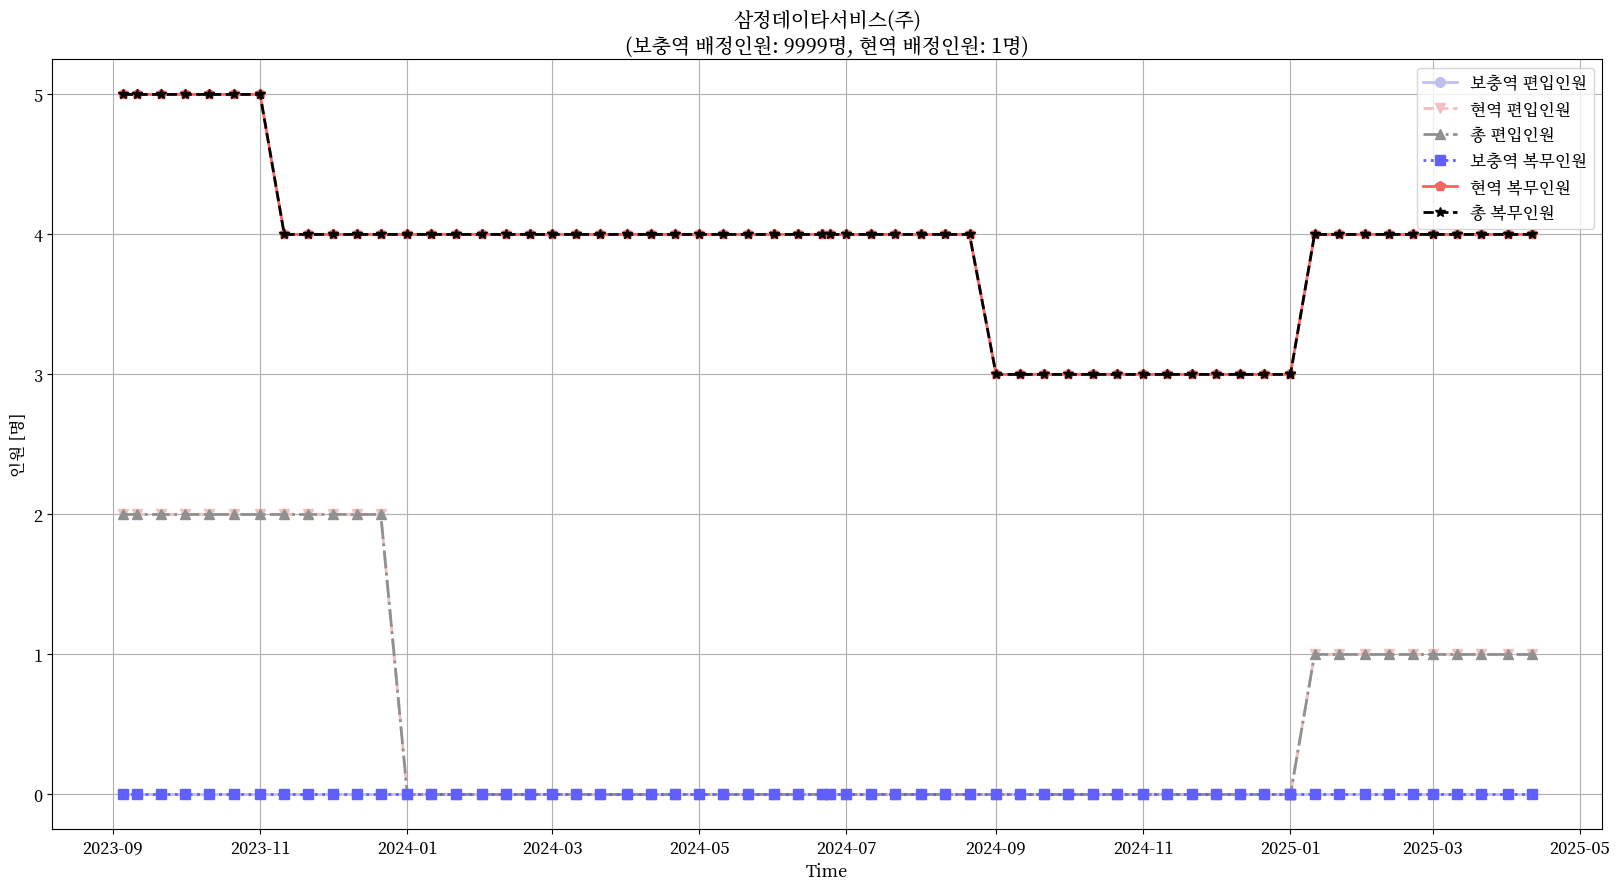 삼정데이타서비스(주)
(보충역 배정인원: 9999명, 현역 배정인원: 1명)
보충역 편입인원
현역 편입인원
총 편입인원
보충역 복무인원
현역 복무인원
총 복무인원
5
4
3
2
1
0
인원 [명]
2023-09
2023-11
2024-01
2024-03
2024-05
2024-07
2024-09
2024-11
2025-01
2025-03
2025-05
Time